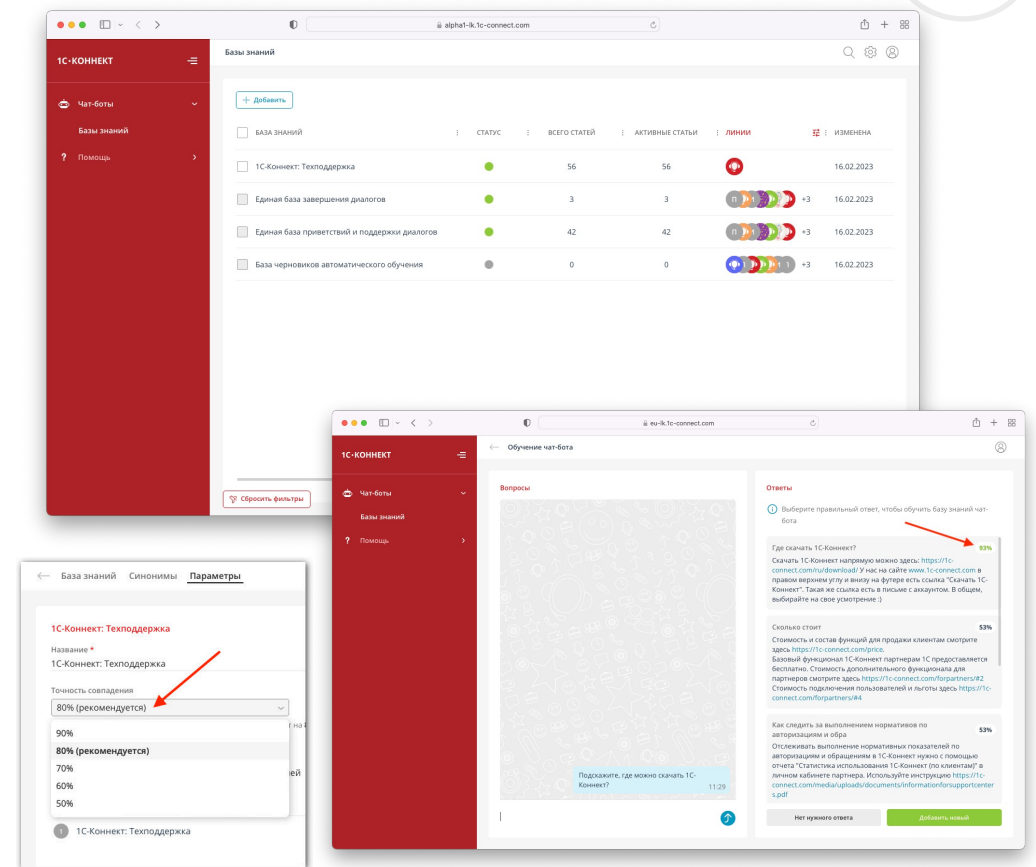 alpha1-lk.1c-connect.com
1С-КОННЕКТ
Базы знаний
Чат-боты
Базы знаний
? Помощь
+ Добавить
БАЗА ЗНАНИЙ СТАТУС ВСЕГО СТАТЕЙ АКТИВНЫЕ СТАТЬИ ЛИНИИ ИЗМЕНЕНА
1С-Коннект: Техподдержка 56 56 16.02.2023
Единая база завершения диалогов 3 3 П +3 16.02.2023
Единая база приветствий и поддержки диалогов 42 42 П +3 16.02.2023
База черновиков автоматического обучения 0 0 1 1 +3 16.02.2023
Сбросить фильтры
eu-lk.1c-connect.com
1С-КОННЕКТ
Обучение чат-бота
Чат-боты
Базы знаний
? Помощь
Вопросы
Подскажите, где можно скачать 1С-
Коннект?
11:29
Ответы
Выберите правильный ответ, чтобы обучить базу знаний чат-
бота
Где скачать 1С-Коннект? 93%
Скачать 1С-Коннект напрямую можно здесь: https://1c-
connect.com/ru/download/ У нас на сайте www.1c-connect.com в
правом верхнем углу и внизу на футере есть ссылка "Скачать 1С-
Коннект". Такая же ссылка есть в письме с аккаунтом. В общем,
выбирайте на свое усмотрение :)
Сколько стоит 53%
Стоимость и состав функций для продажи клиентам смотрите
здесь https://1c-connect.com/price.
Базовый функционал 1С-Коннект партнерам 1С предоставляется
бесплатно. Стоимость дополнительного функционала для
партнеров смотрите здесь https://1c-connect.com/forpartners/#2
Стоимость подключения пользователей и льготы здесь https://1c-
connect.com/forpartners/#4
Как следить за выполнением нормативов по
авторизациям и обра 53%
Отслеживать выполнение нормативных показателей по
авторизациям и обращениям в 1С-Коннект нужно с помощью
отчета "Статистика использования 1С-Коннект (по клиентам)" в
личном кабинете партнера. Используйте инструкцию https://1c-
connect.com/media/uploads/documents/informationforsupportcenter
s.pdf
Нет нужного ответа
Добавить новый
База знаний Синонимы Параметры
1С-Коннект: Техподдержка
Название *
1С-Коннект: Техподдержка
Точность совпадения
80% (рекомендуется)
90%
80% (рекомендуется)
70%
60%
50%
1 1С-Коннект: Техподдержка